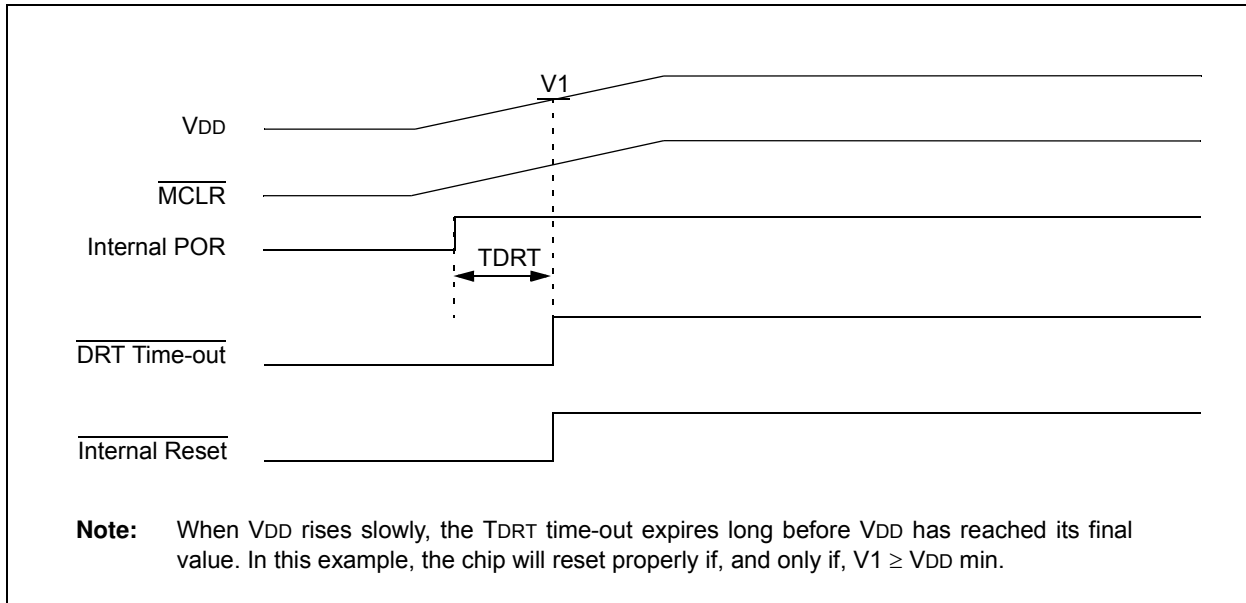 V1
VDD
MCLR
Internal POR
TDRT
DRT Time-out
Internal Reset
Note: When VDD rises slowly, the TDRT time-out expires long before VDD has reached its final
value. In this example, the chip will reset properly if, and only if, V1 ≥ VDD min.